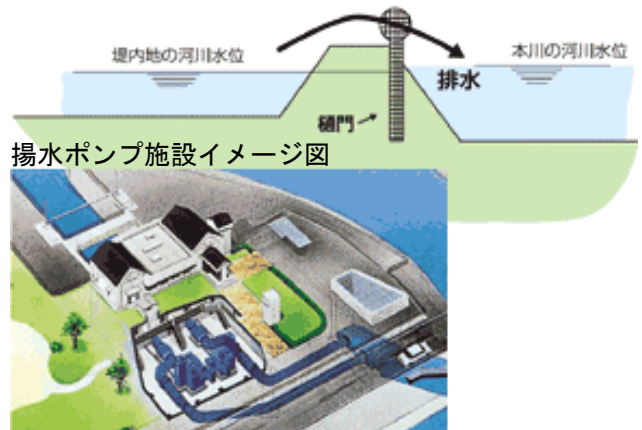 堤内地の河川水位
本川の河川水位
排水
樋門
揚水ポンプ施設イメージ図